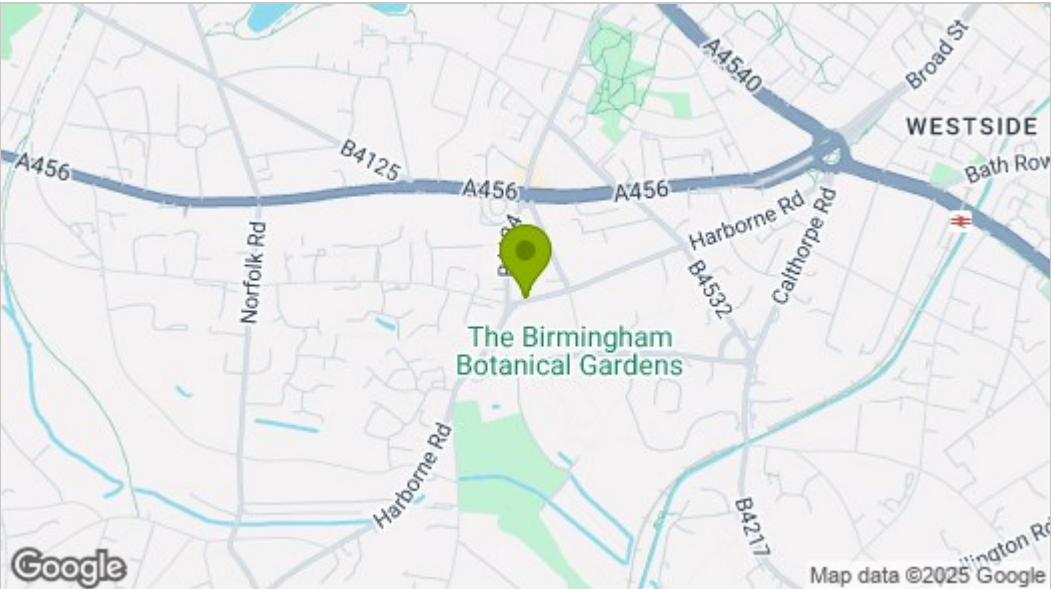 A4540
Broad St
WESTSIDE
B4125
A456
A456
A456
Bath Row
Harborne Rd
Calthorpe Rd
Norfolk Rd
B4532
The Birmingham
Botanical Gardens
Harborne Rd
B4217
Google
Map data ©2025 Google